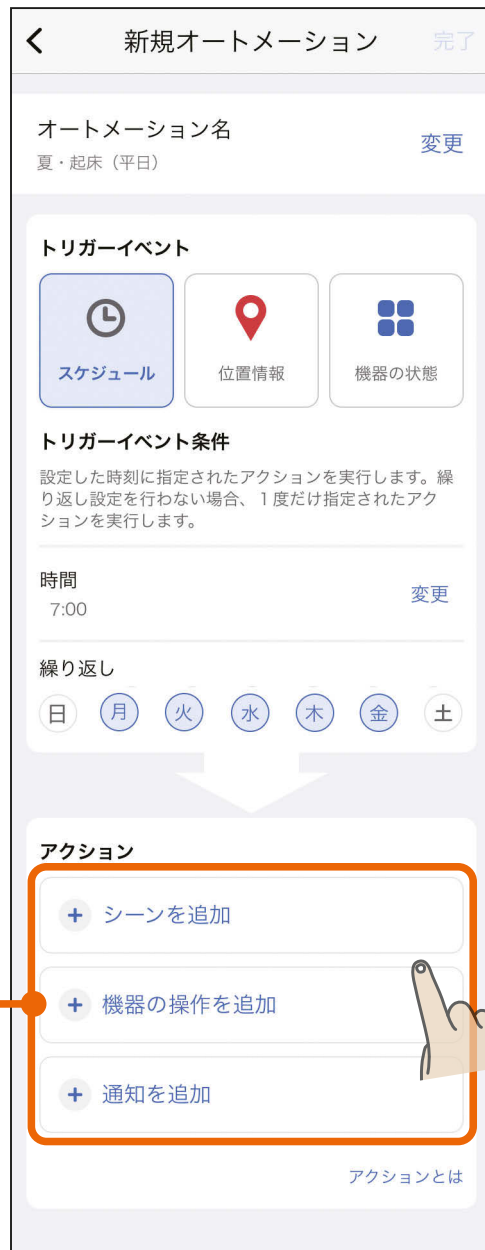 新規オートメーション 完了
オートメーション名
変更
夏・起床（平日）
トリガーイベント
スケジュール 位置情報 機器の状態
トリガーイベント条件
設定した時刻に指定されたアクションを実行します。繰
り返し設定を行わない場合、1度だけ指定されたアク
ションを実行します。
時間
変更
7:00
繰り返し
日 月 火 水 木 金 土
アクション
+ シーンを追加
+ 機器の操作を追加
+ 通知を追加
アクションとは